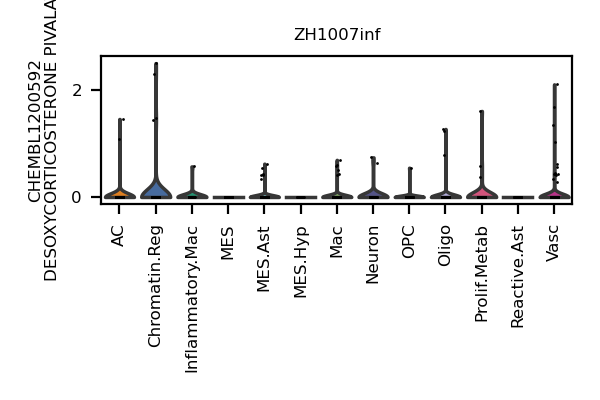 ZH1007inf
CHEMBL1200592
DESOXYCORTICOSTERONE PIVALA
2
0
AC
Chromatin.Reg
Inflammatory.Mac
MES
MES.Ast
MES.Hyp
Mac
Neuron
OPC
Oligo
Prolif.Metab
Reactive.Ast
Vasc